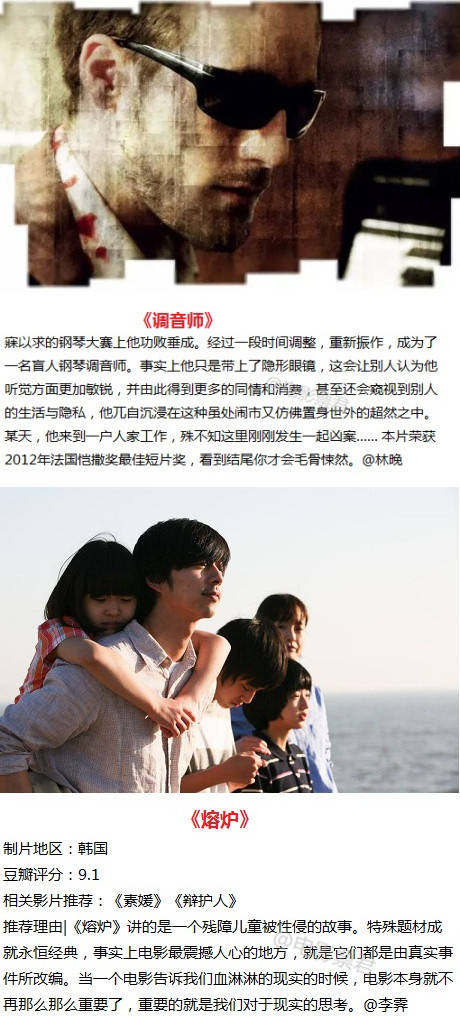 《调音师》
寐以求的钢琴大赛上他功败垂成。经过一段时间调整，重新振作，成为了
一名盲人钢琴调音师。事实上他只是带上了隐形眼镜，这会让别人认为他
听觉方面更加敏锐，并由此得到更多的同情和消费，甚至还会窥视到别人
的生活与隐私，他兀自沉浸在这种虽处闹市又仿佛置身世外的超然之中。
某天，他来到一户人家工作，殊不知这里刚刚发生一起凶案...... 本片荣获
2012年法国恺撒奖最佳短片奖，看到结尾你才会毛骨悚然。@林晚
《熔炉》
制片地区：韩国
豆瓣评分：9.1
相关影片推荐：《素媛》《辩护人》
推荐理由|《熔炉》讲的是一个残障儿童被性侵的故事。特殊题材成
就永恒经典，事实上电影最震撼人心的地方，就是它们都是由真实事
件所改编。当一个电影告诉我们血淋淋的现实的时候，电影本身就不
再那么那么重要了，重要的就是我们对于现实的思考。@李霁